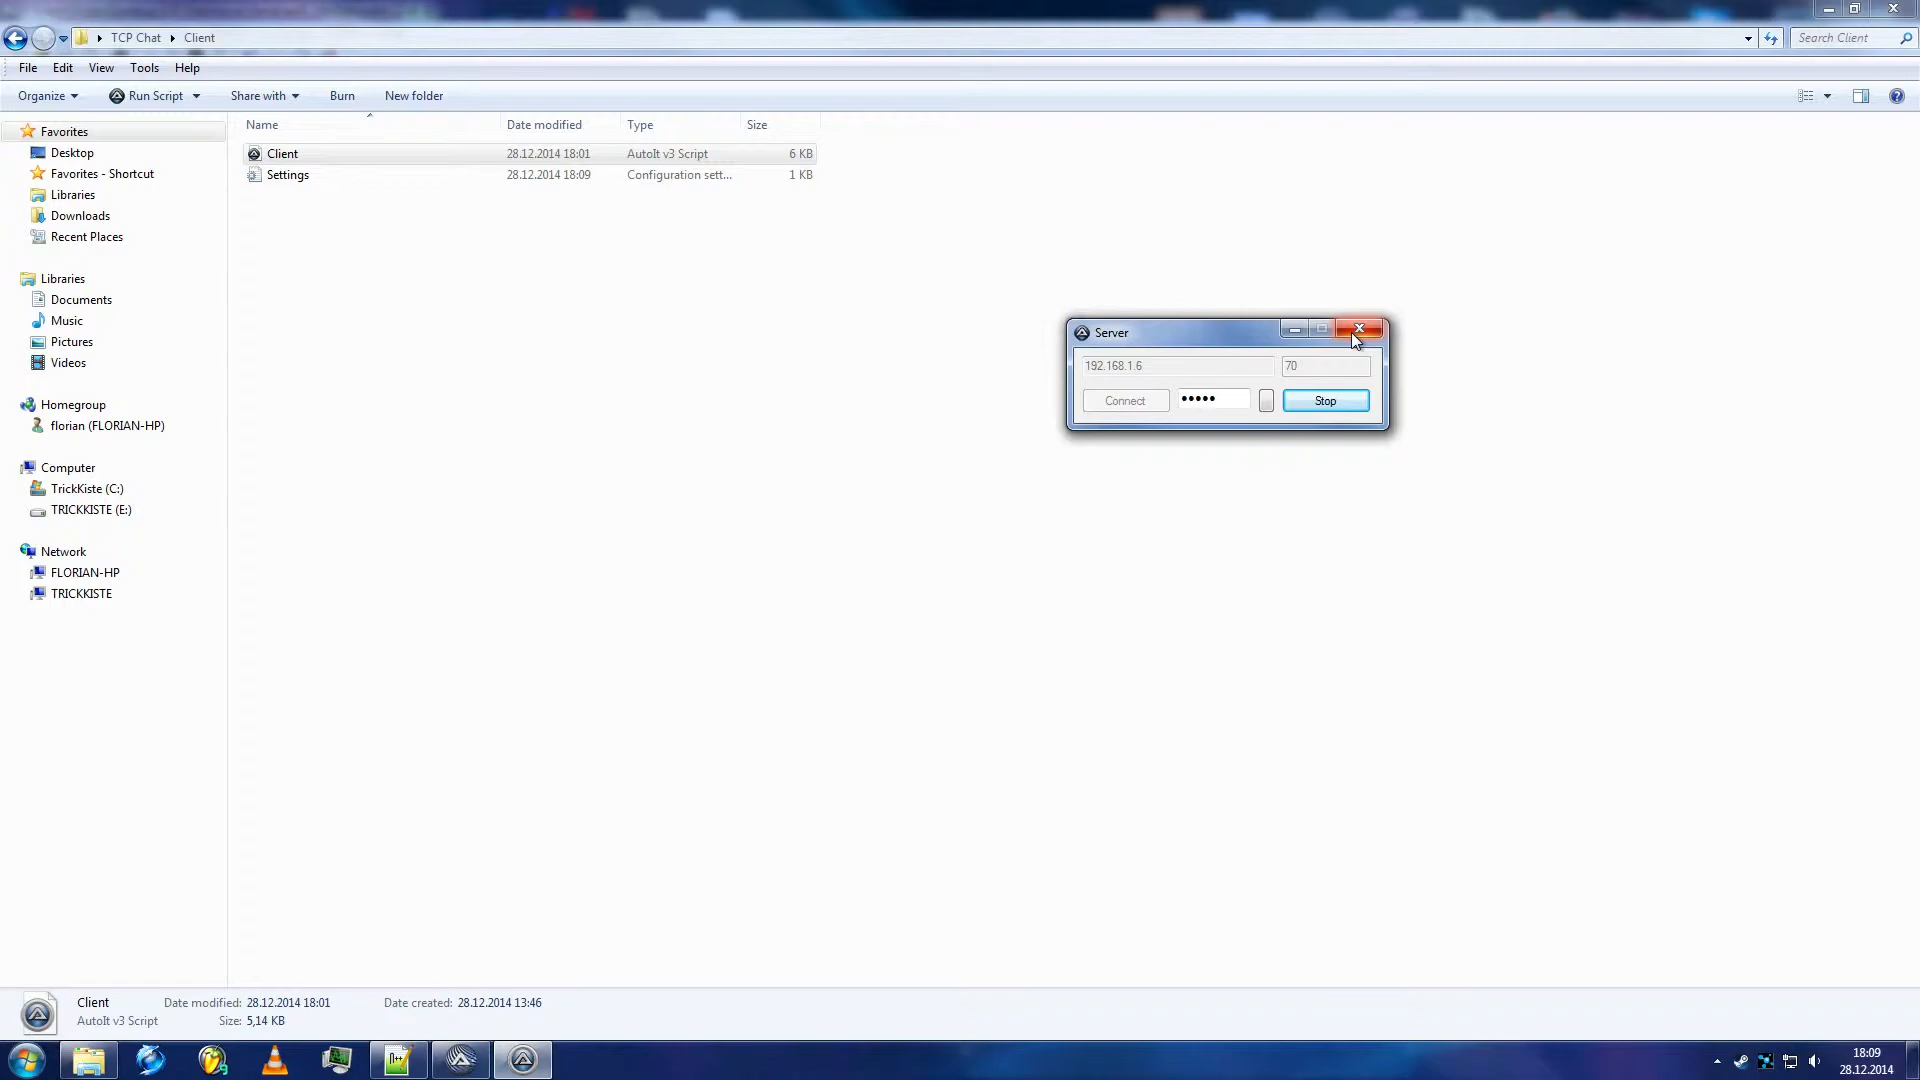 TCP Chat Client
Search Client
File Edit View Tools Help
Organize Run Script Share with Burn New folder
Name Date modified Type Size
Client 28.12.2014 18:01 AutoIt v3 Script 6 KB
Settings 28.12.2014 18:09 Configuration sett... 1 KB
Favorites
Desktop
Favorites - Shortcut
Libraries
Downloads
Recent Places
Libraries
Documents
Music
Pictures
Videos
Homegroup
florian (FLORIAN-HP)
Computer
TrickKiste (C:)
TRICKKISTE (E:)
Network
FLORIAN-HP
TRICKKISTE
Server
192.168.1.6 70
Connect ••••• Stop
Client Date modified: 28.12.2014 18:01 Date created: 28.12.2014 13:46
AutoIt v3 Script Size: 5,14 KB
18:09
28.12.2014